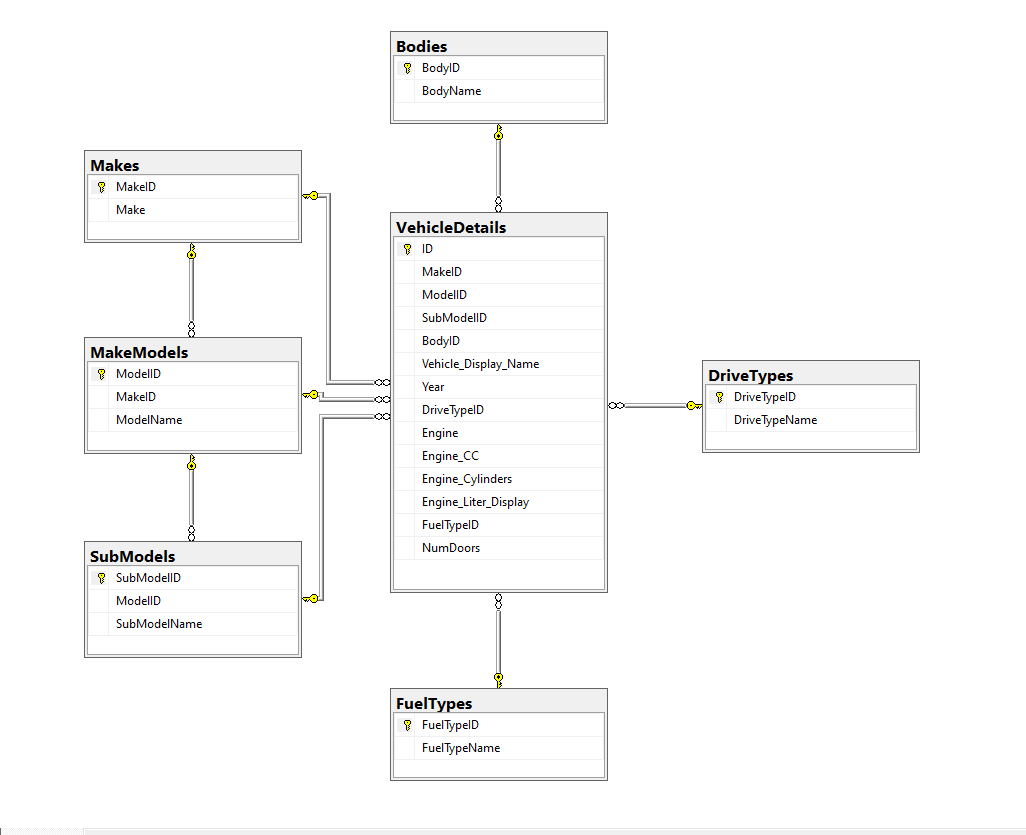 Bodies
BodyID
BodyName
Makes
MakeID
Make
MakeModels
ModelID
MakeID
ModelName
SubModels
SubModelID
ModelID
SubModelName
VehicleDetails
ID
MakeID
ModelID
SubModelID
BodyID
Vehicle_Display_Name
Year
DriveTypeID
Engine
Engine_CC
Engine_Cylinders
Engine_Liter_Display
FuelTypeID
NumDoors
DriveTypes
DriveTypeID
DriveTypeName
FuelTypes
FuelTypeID
FuelTypeName